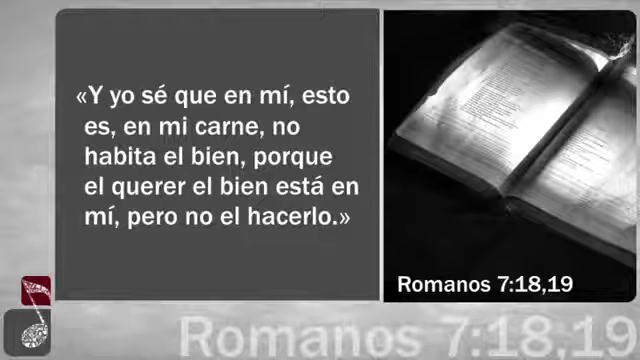 «Y yo sé que en mí, esto
es, en mi carne, no
habita el bien, porque
el querer el bien está en
mí, pero no el hacerlo.»
Romanos 7:18,19
Romanos 7:18,19